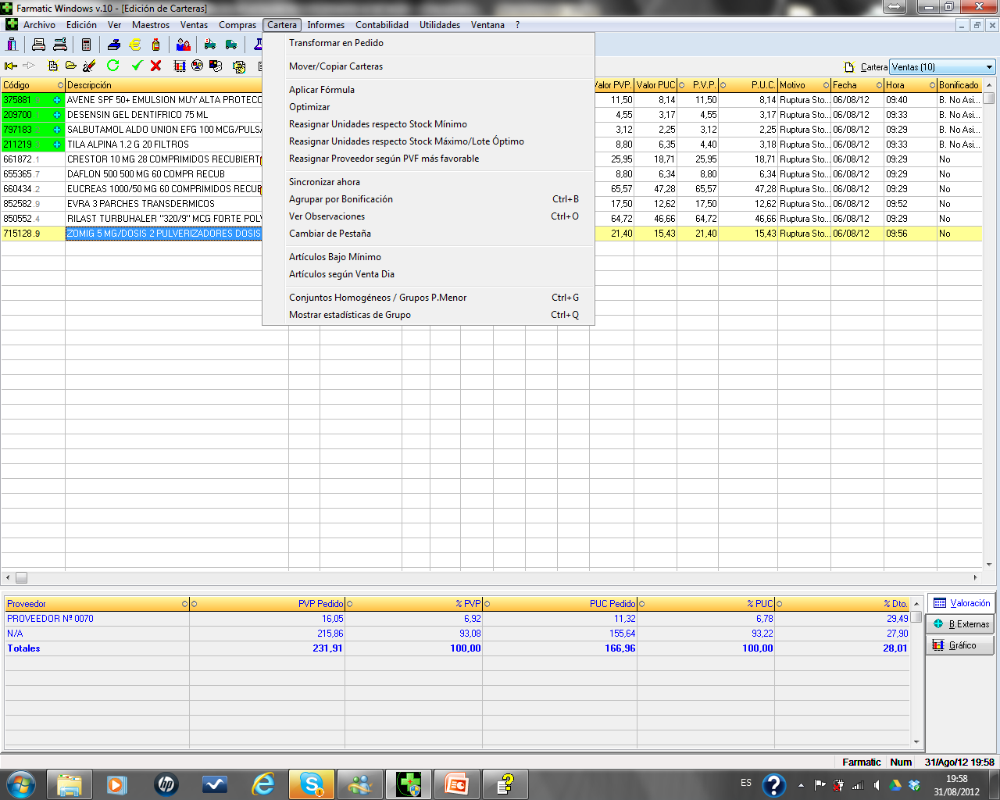 Farmatic Windows v.10 - [Edición de Carteras]
Archivo Edición Ver Maestros Ventas Compras Cartera Informes Contabilidad Utilidades Ventana ?
Cartera Ventas (10)
Transformar en Pedido
Mover/Copiar Carteras
Aplicar Fórmula
Optimizar
Reasignar Unidades respecto Stock Mínimo
Reasignar Unidades respecto Stock Máximo/Lote Óptimo
Reasignar Proveedor según PVF más favorable
Sincronizar ahora
Agrupar por Bonificación Ctrl+B
Ver Observaciones Ctrl+O
Cambiar de Pestaña
Artículos Bajo Mínimo
Artículos según Venta Dia
Conjuntos Homogéneos / Grupos P.Menor Ctrl+G
Mostrar estadísticas de Grupo Ctrl+Q
Código Descripción Valor PVP. Valor PUC P.V.P. P.U.C. Motivo Fecha Hora Bonificado
375881 AVENE SPF 50+ EMULSION MUY ALTA PROTECC 11,50 8,14 11,50 8,14 Ruptura Sto... 06/08/12 09:40 B. No Asi...
209700 DESENSIN GEL DENTIFRICO 75 ML 4,55 3,17 4,55 3,17 Ruptura Sto... 06/08/12 09:33 B. No Asi...
797183 SALBUTAMOL ALDO UNION EFG 100 MCG/PULSA 3,12 2,25 3,12 2,25 Ruptura Sto... 06/08/12 09:29 B. No Asi...
211219 TILA ALPINA 1.2 G 20 FILTROS 8,80 6,35 4,40 3,18 Ruptura Sto... 06/08/12 09:33 B. No Asi...
661872.1 CRESTOR 10 MG 28 COMPRIMIDOS RECUBIERT 25,95 18,71 25,95 18,71 Ruptura Sto... 06/08/12 09:29 No
655365.7 DAFLON 500 500 MG 60 COMPR RECUB 8,80 6,34 8,80 6,34 Ruptura Sto... 06/08/12 09:29 No
660434.2 EUCREAS 1000/50 MG 60 COMPRIMIDOS RECUB 65,57 47,28 65,57 47,28 Ruptura Sto... 06/08/12 09:29 No
852582.9 EVRA 3 PARCHES TRANSDERMICOS 17,50 12,62 17,50 12,62 Ruptura Sto... 06/08/12 09:52 No
850552.4 RILAST TURBUHALER "320/9" MCG FORTE POLV 64,72 46,66 64,72 46,66 Ruptura Sto... 06/08/12 09:29 No
715128.9 ZOMIG 5 MG/DOSIS 2 PULVERIZADORES DOSIS 21,40 15,43 21,40 15,43 Ruptura Sto... 06/08/12 09:56 No
Proveedor PVP Pedido % PVP PUC Pedido % PUC % Dto.
PROVEEDOR Nº 0070 16,05 6,92 11,32 6,78 29,49
N/A 215,86 93,08 155,64 93,22 27,90
Totales 231,91 100,00 166,96 100,00 28,01
Valoración
B.Externas
Gráfico
Farmatic Num 31/Ago/12 19:58
hp
ES
19:58
31/08/2012